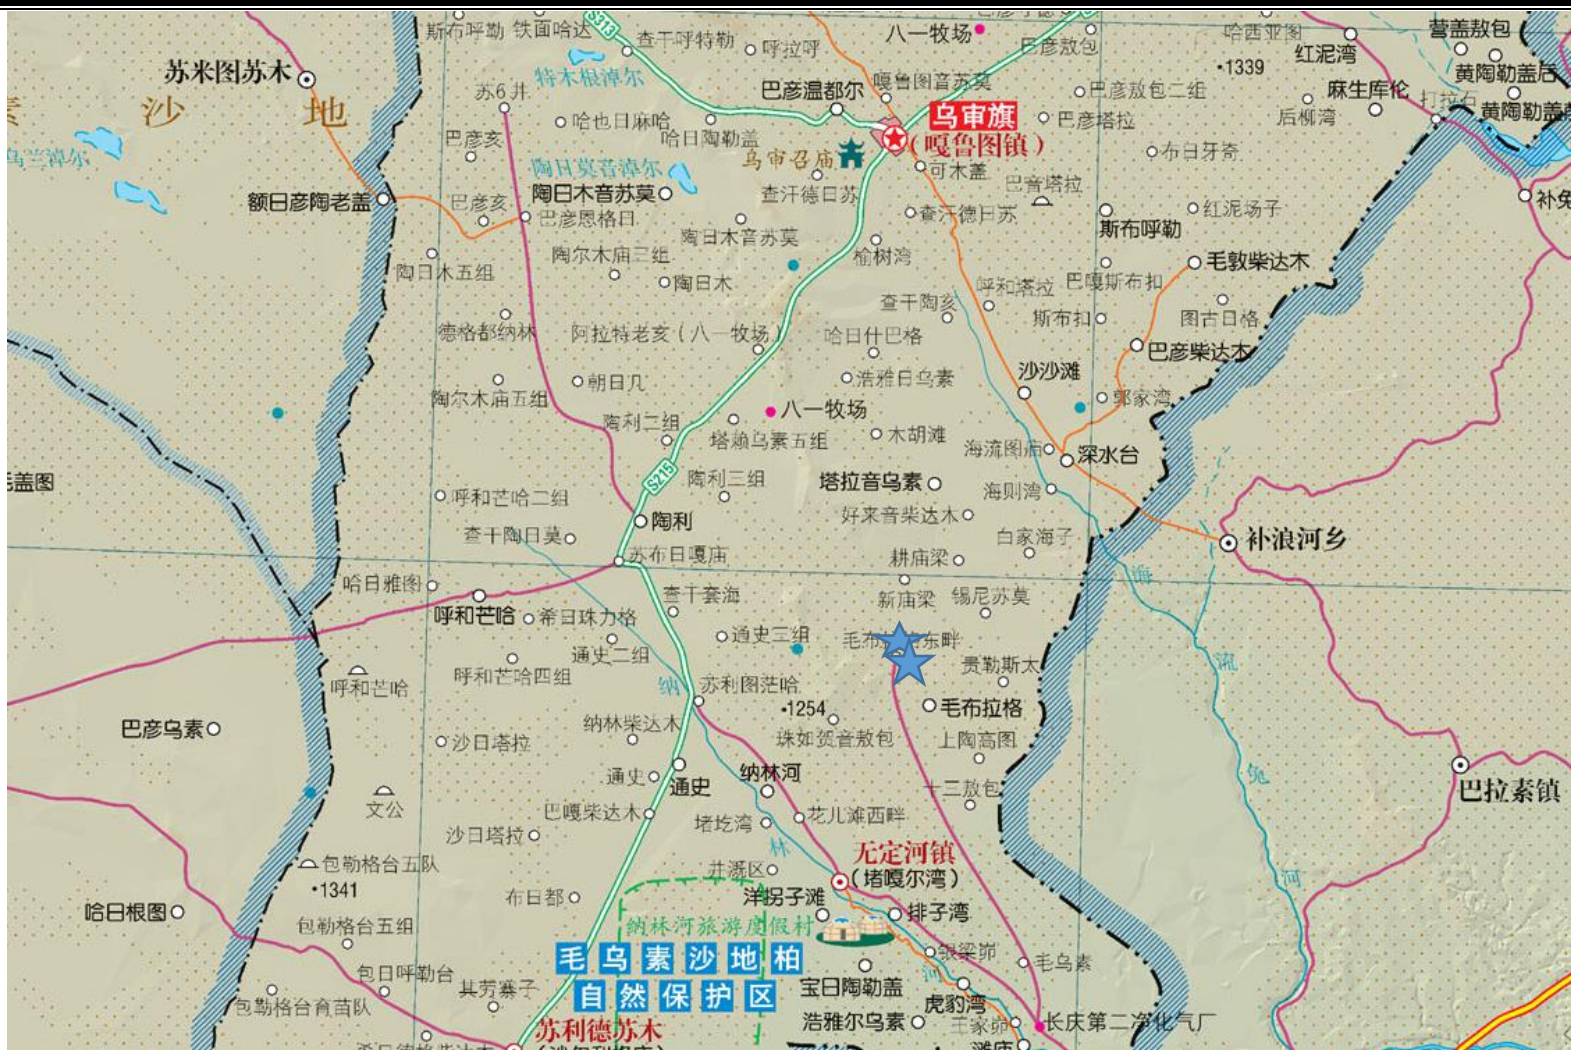 S313
斯布呼勒
铁面哈达
查干呼特勒
呼拉呼
八一牧场
巴彦敖包
哈西亚图
红泥湾
营盖敖包
黄陶勒盖后
苏米图苏木
特木根淖尔
巴彦温都尔
嘎鲁图音苏莫
•1339
巴彦敖包二组
麻生库伦
打拉石
后柳湾
苏6井
沙
地
哈也日麻哈
哈日陶勒盖
乌审旗
(嘎鲁图镇)
巴彦塔拉
巴彦亥
乌兰淖尔
陶日莫音淖尔
乌审召庙
可木盖
布日牙奇
额日彦陶老盖
巴彦亥
陶日木音苏莫
查汗德日苏
巴音塔拉
补兔
巴彦恩格日
查汗德日苏
红泥场子
陶日木音苏莫
斯布呼勒
陶日木五组
陶尔木庙三组
榆树湾
毛敦柴达木
陶日木
巴嘎斯布扣
呼和塔拉
查干陶亥
德格都纳林
阿拉特老亥(八一牧场)
哈日什巴格
斯布扣
图古日格
巴彦柴达木
朝日凡
浩雅日乌素
沙沙滩
陶尔木庙五组
八一牧场
郭家湾
陶利二组
塔赖乌素五组
木胡滩
海流图庙
深水台
毛盖图
S215
陶利三组
塔拉音乌素
海则湾
呼和芒哈二组
陶利
好来音柴达木
查干陶日莫
白家海子
补浪河乡
苏布日嘎庙
耕庙梁
海
哈日雅图
查干套海
新庙梁
锡尼苏莫
呼和芒哈
希日珠力格
通史三组
毛布
东畔
通史二组
流
呼和芒哈四组
贵勒斯太
呼和芒哈
纳
苏利图茫哈
•1254
毛布拉格
巴彦乌素
纳林柴达木
珠如贺音敖包
上陶高图
沙日塔拉
通史
通史
纳林河
兔
巴拉素镇
文公
巴嘎柴达木
花儿滩西畔
十三敖包
沙日塔拉
堵圪湾
林
无定河镇
(堵嘎尔湾)
包勒格台五队
•1341
井溉区
河
布日都
洋拐子滩
排子湾
哈日根图
包勒格台五组
纳林河旅游度假村
毛乌素沙地柏
自然保护区
银梁峁
河
毛乌素
包日呼勒台
宝日陶勒盖
虎豹湾
包勒格台育苗队
其劳寨子
浩雅尔乌素
王家峁
长庆第二净化气厂
苏利德苏木
滩庙